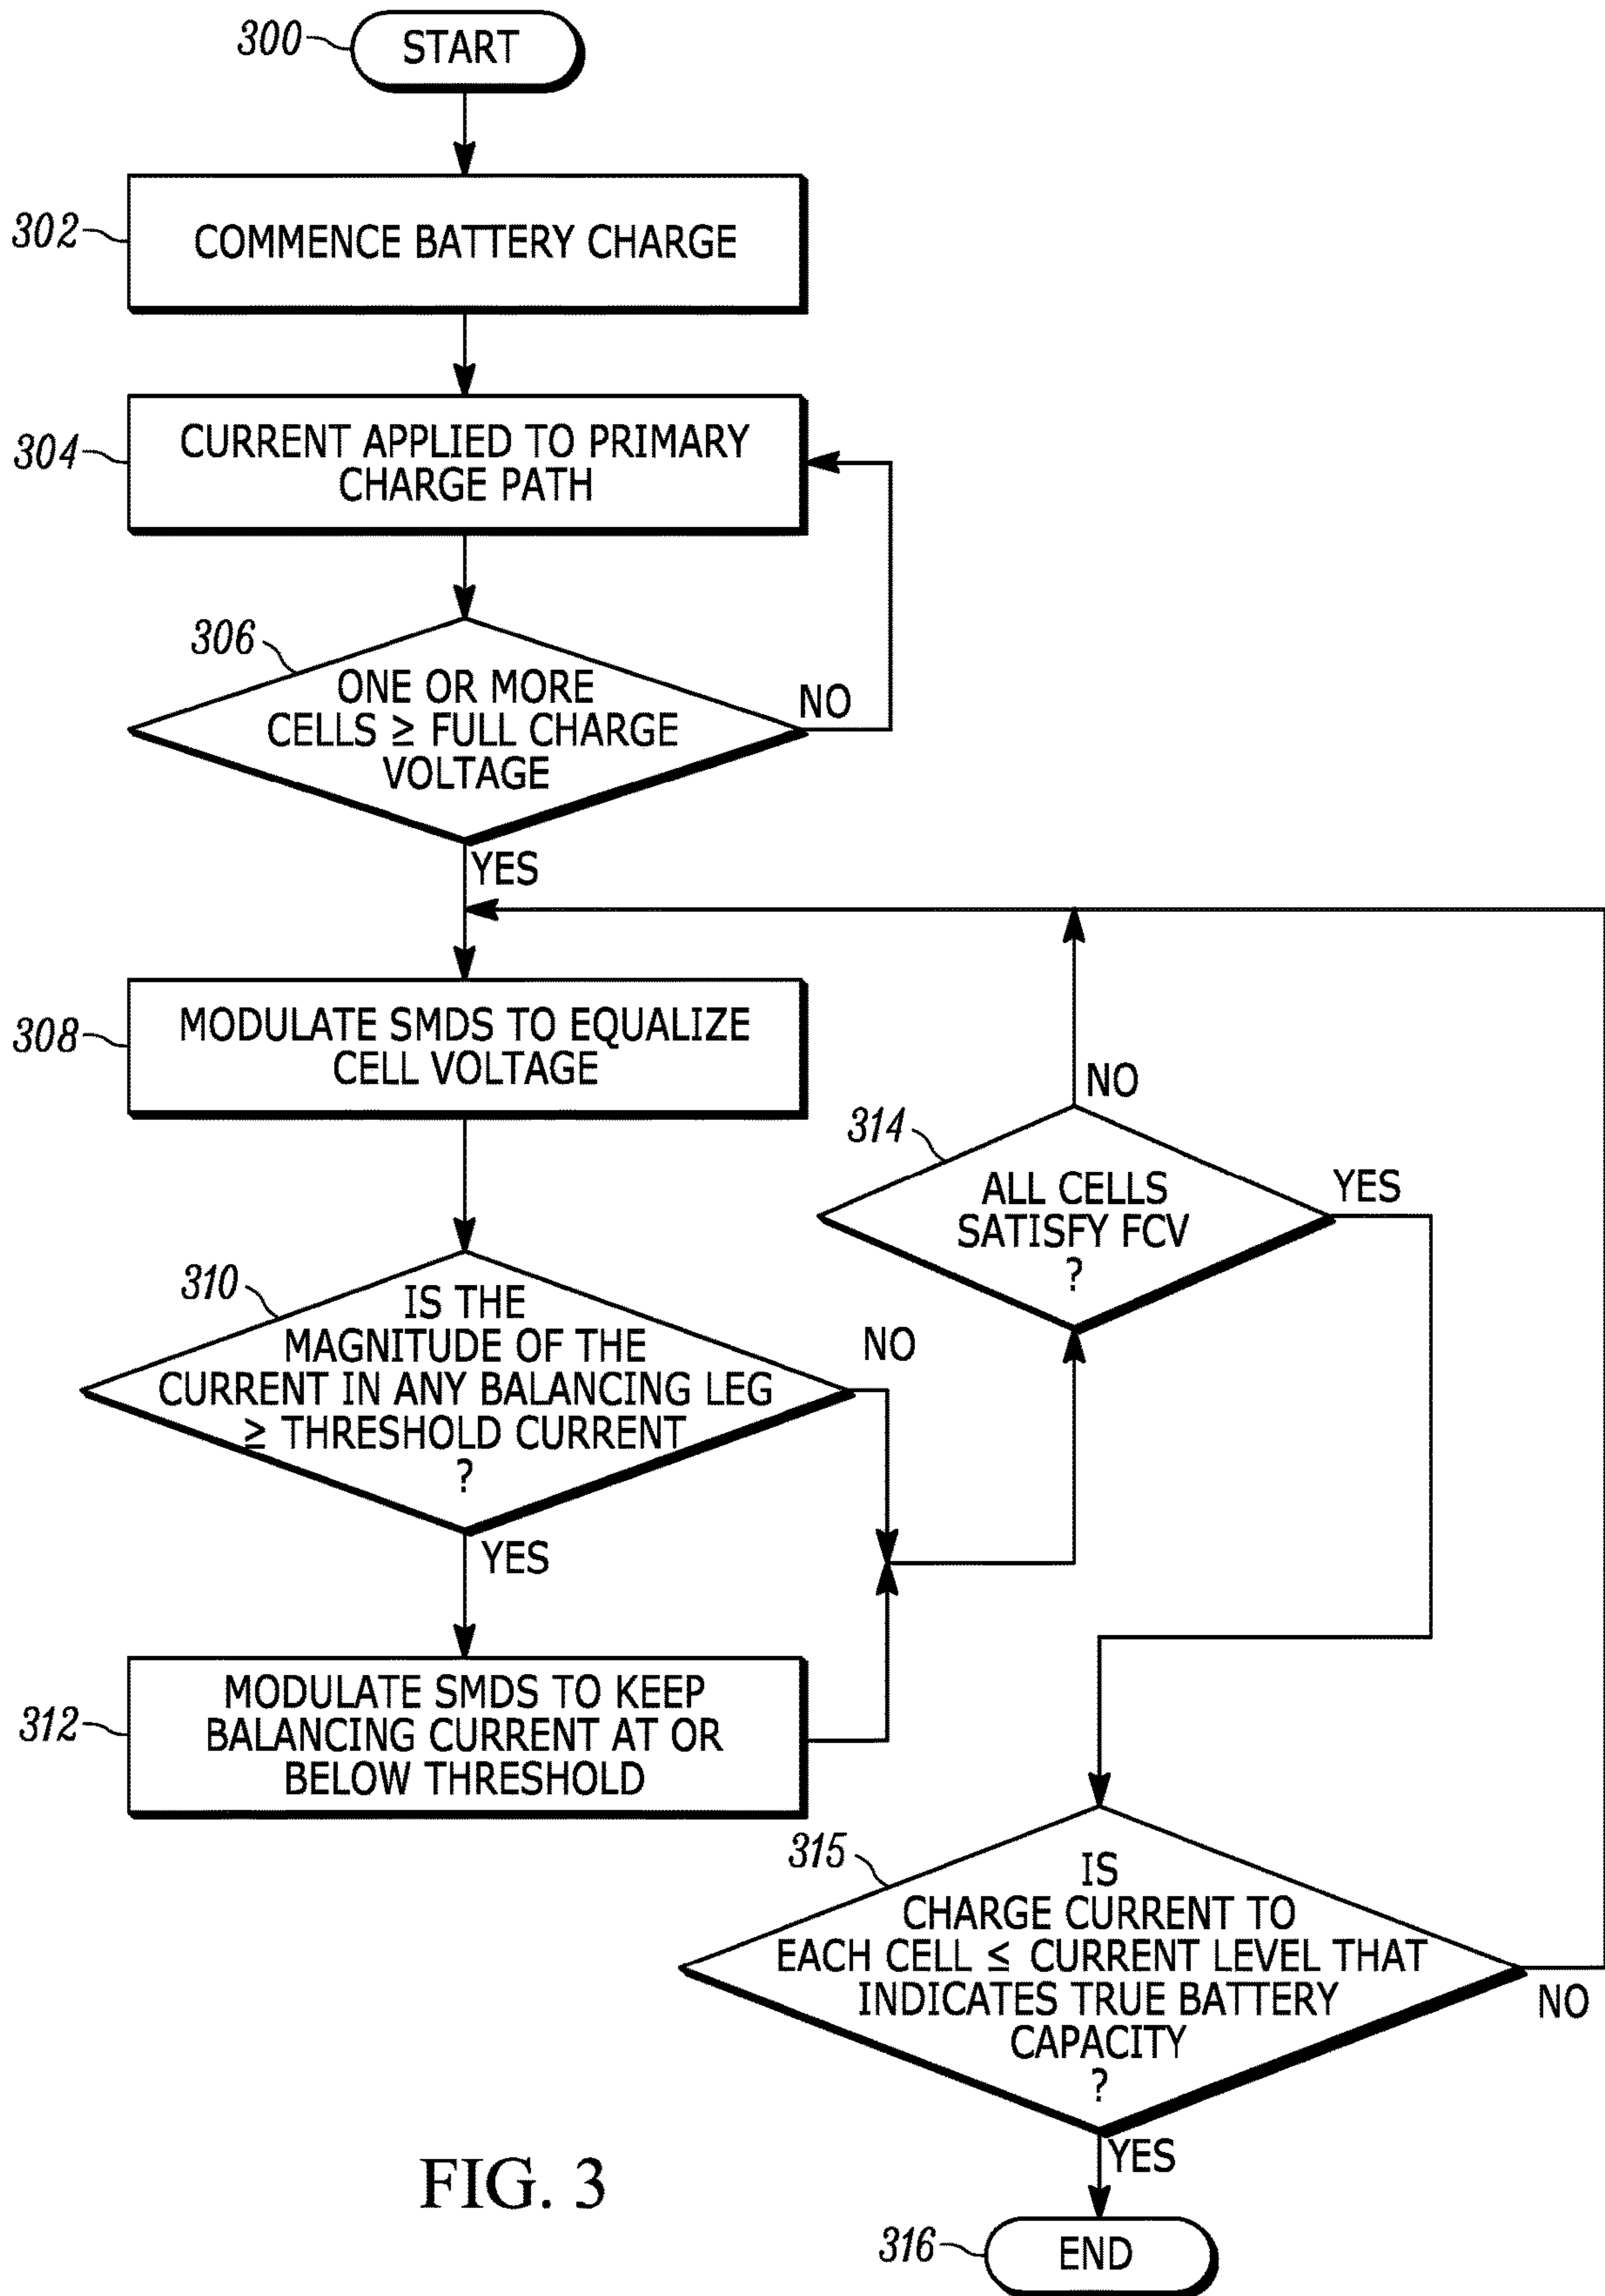 300
START
302
COMMENCE BATTERY CHARGE
304
CURRENT APPLIED TO PRIMARY
CHARGE PATH
306
ONE OR MORE
CELLS ≥ FULL CHARGE
VOLTAGE
NO
YES
308
MODULATE SMDS TO EQUALIZE
CELL VOLTAGE
310
IS THE
MAGNITUDE OF THE
CURRENT IN ANY BALANCING LEG
≥ THRESHOLD CURRENT
?
NO
YES
312
MODULATE SMDS TO KEEP
BALANCING CURRENT AT OR
BELOW THRESHOLD
314
NO
ALL CELLS
SATISFY FCV
?
YES
315
IS
CHARGE CURRENT TO
EACH CELL ≤ CURRENT LEVEL THAT
INDICATES TRUE BATTERY
CAPACITY
?
NO
YES
316
END
FIG. 3